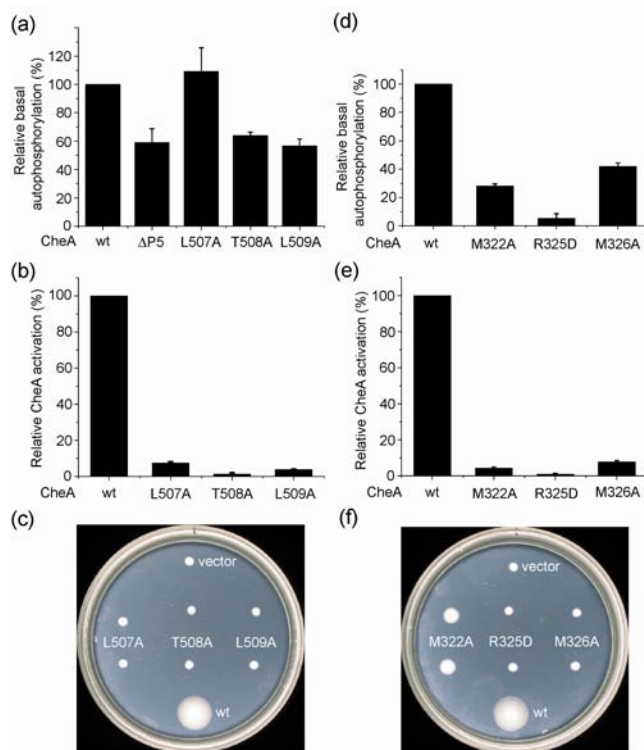 (a)
Relative basal
autophosphorylation (%)
120
100
80
60
40
20
0
CheA wt ΔP5 L507A T508A L509A
(b)
Relative CheA activation (%)
100
80
60
40
20
0
CheA wt L507A T508A L509A
(c)
vector
L507A T508A L509A
wt
(d)
Relative basal
autophosphorylation (%)
100
80
60
40
20
0
CheA wt M322A R325D M326A
(e)
Relative CheA activation (%)
100
80
60
40
20
0
CheA wt M322A R325D M326A
(f)
vector
M322A R325D M326A
wt